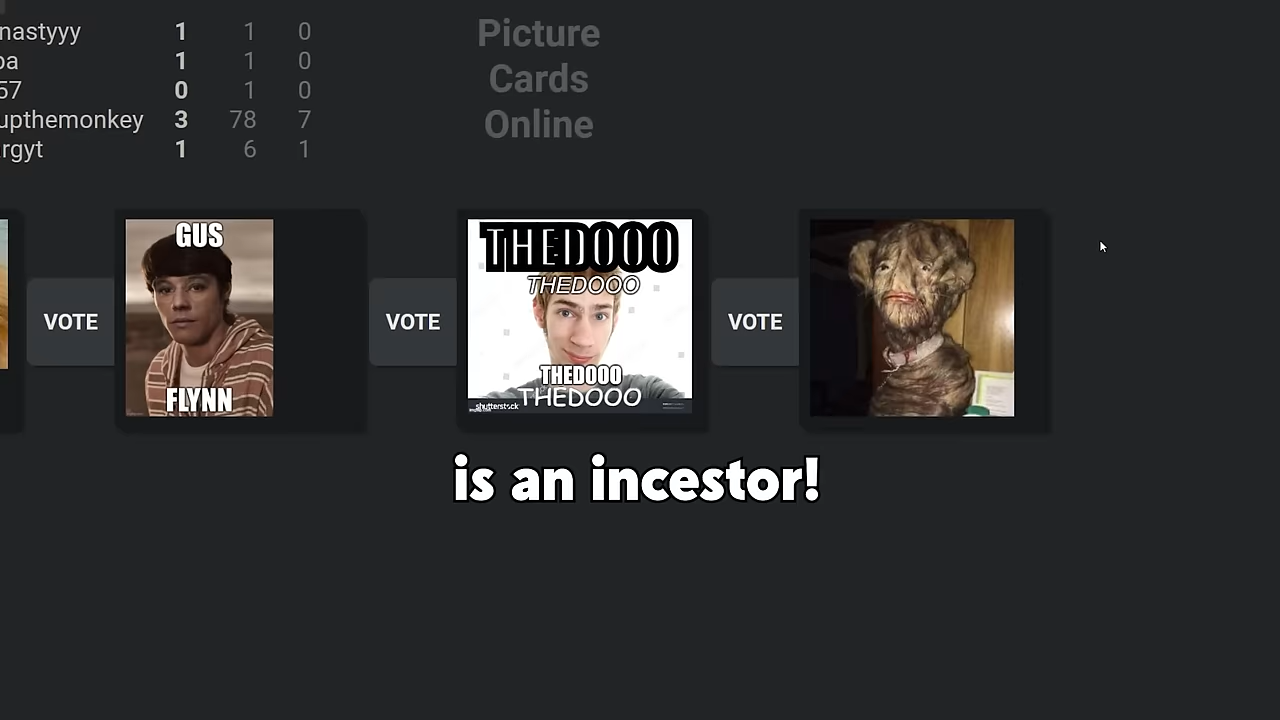 nastyyy 1 1 0
pa 1 1 0
57 0 1 0
upthemonkey 3 78 7
rgyt 1 6 1
Picture
Cards
Online
GUS
FLYNN
VOTE
THEDOOO
THEDOOO
THEDOOO
THEDOOO
shutterstock
VOTE
VOTE
is an incestor!